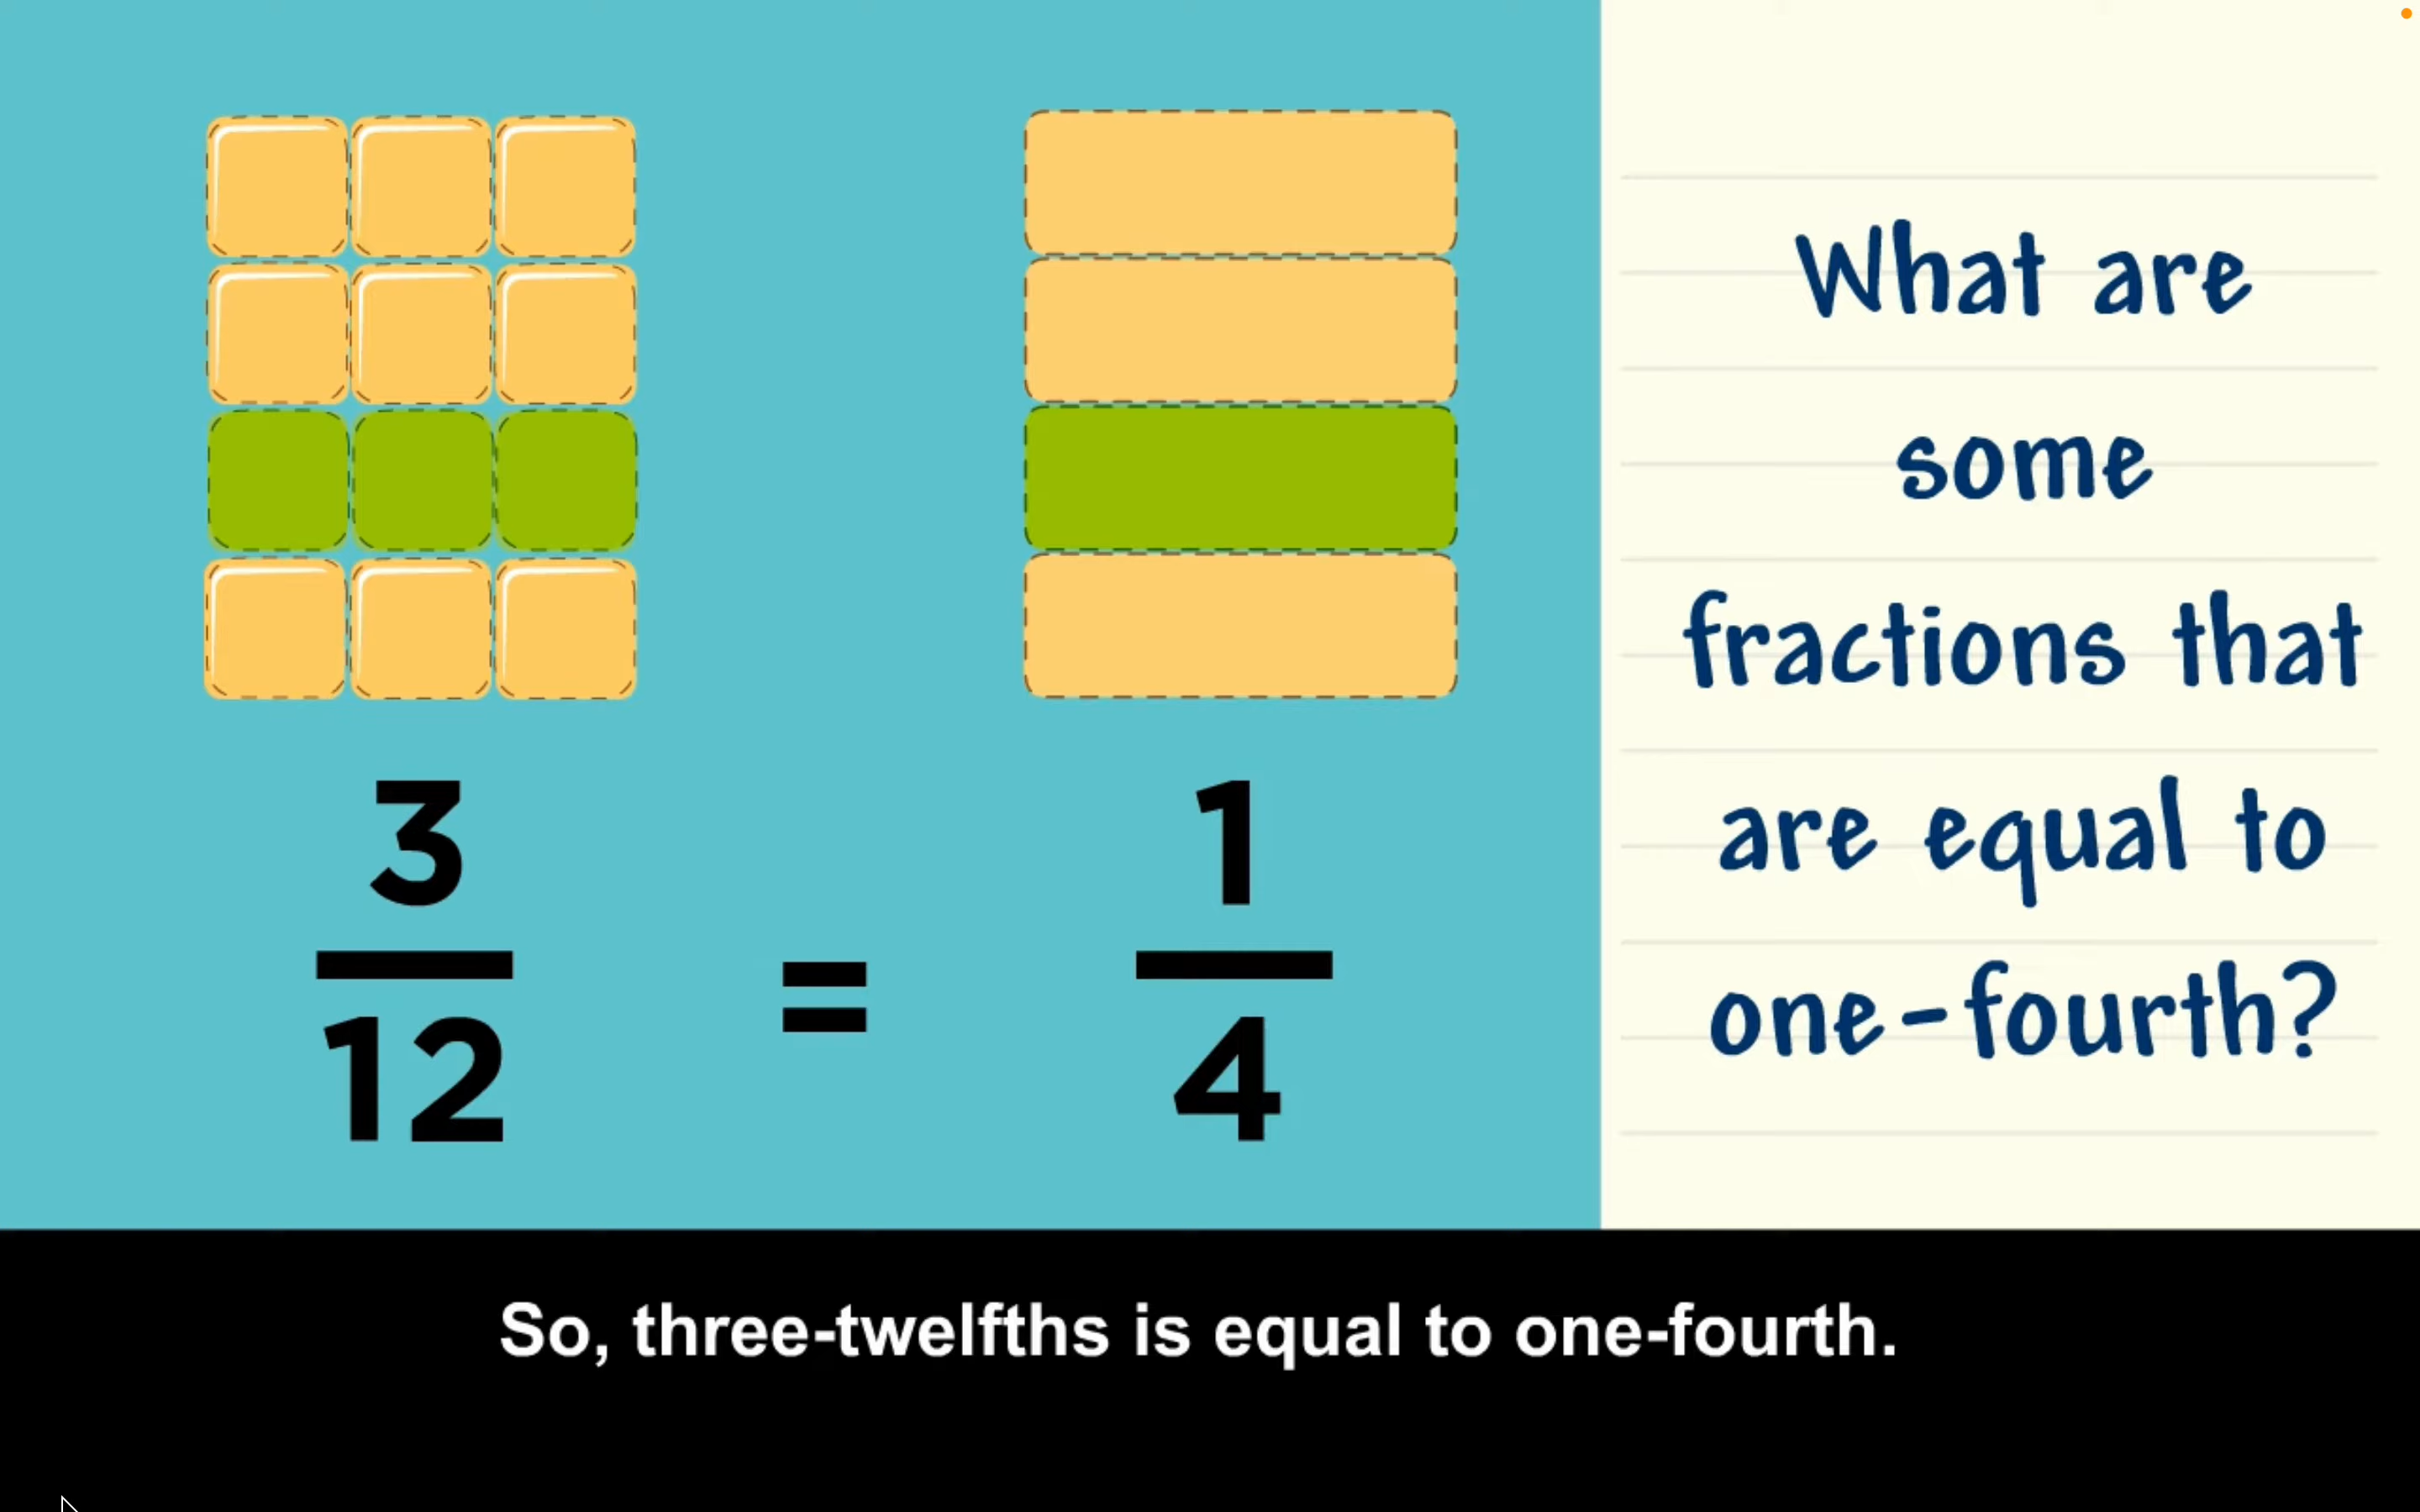 3
12
=
1
4
What are
some
fractions that
are equal to
one-fourth?
So, three-twelfths is equal to one-fourth.